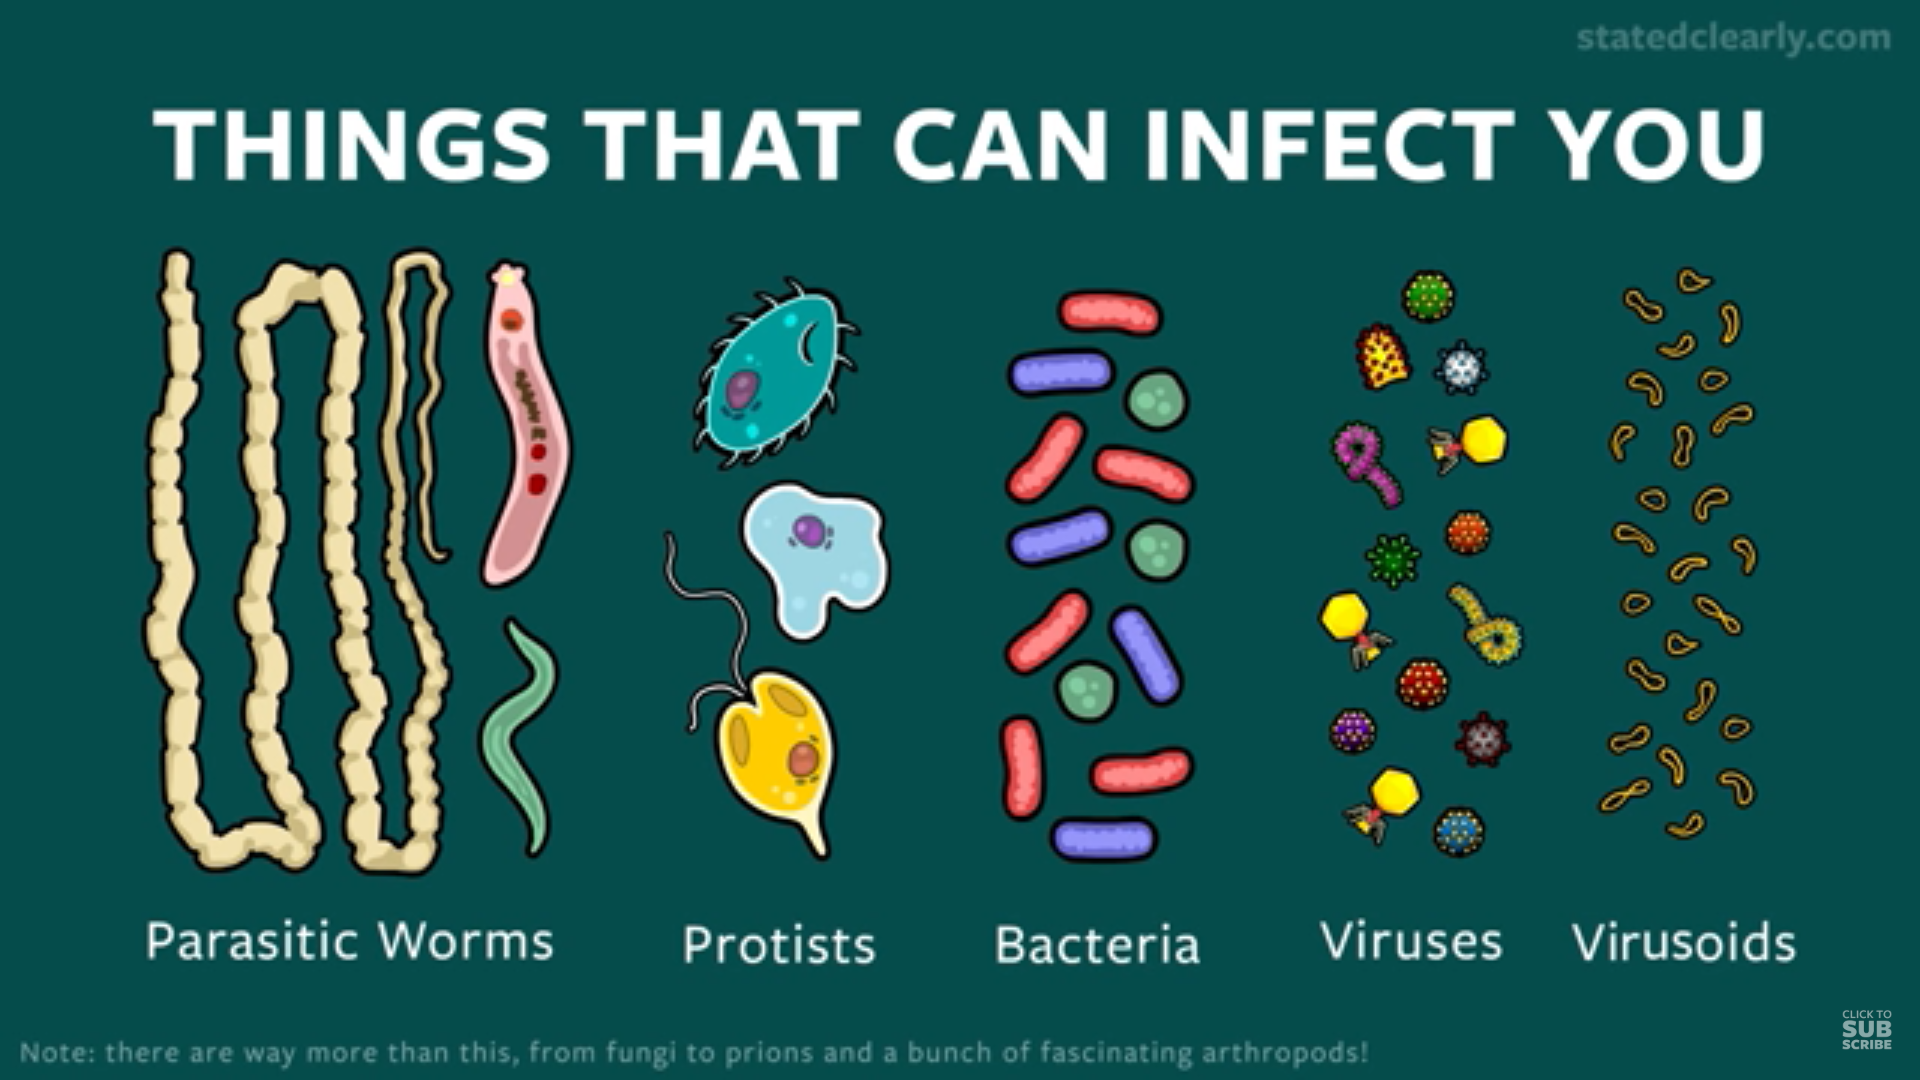 statedclearly.com
THINGS THAT CAN INFECT YOU
Parasitic Worms
Protists
Bacteria
Viruses
Virusoids
CLICK TO
SUB
SCRIBE
Note: there are way more than this, from fungi to prions and a bunch of fascinating arthropods!